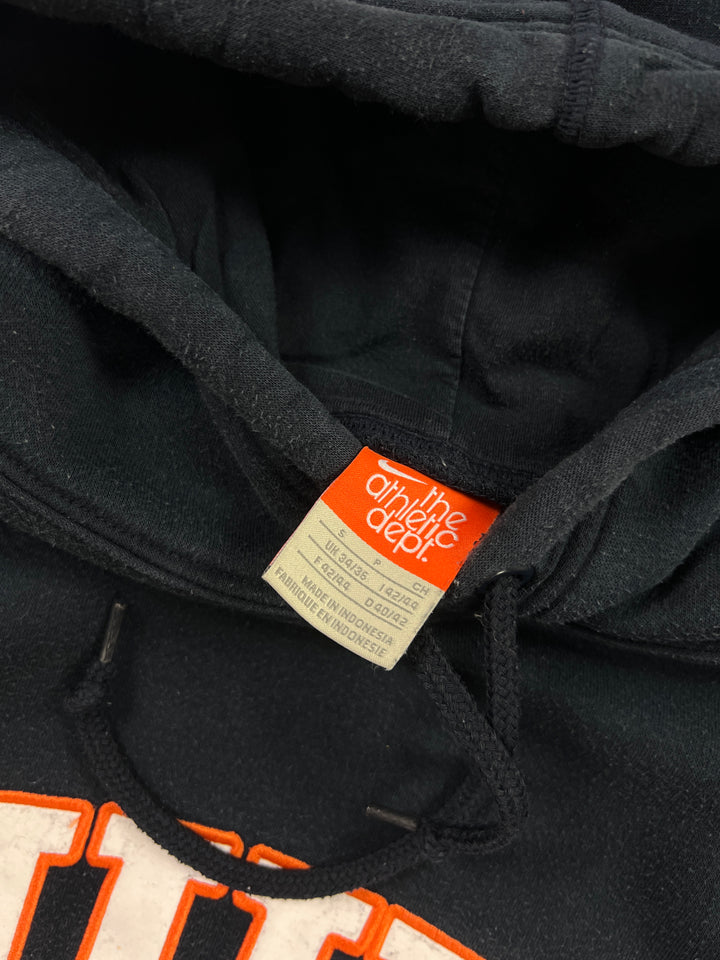 the
athletic
dept.
S P CH
UK 34/36 I 42/44
F 42/44 D 40/42
MADE IN INDONESIA
FABRIQUE EN INDONESIE